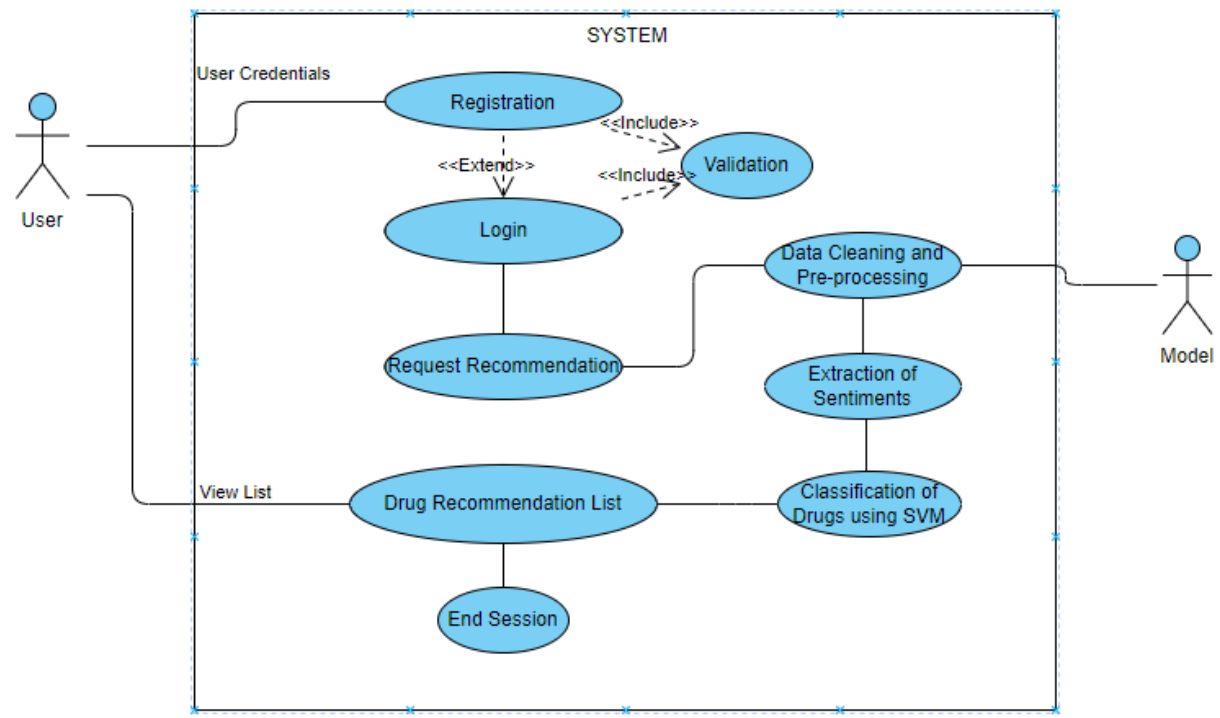 SYSTEM
User Credentials
Registration
<<Include>>
Validation
<<Extend>>
<<Include>>
User
Login
Data Cleaning and
Pre-processing
Model
Request Recommendation
Extraction of
Sentiments
View List
Drug Recommendation List
Classification of
Drugs using SVM
End Session